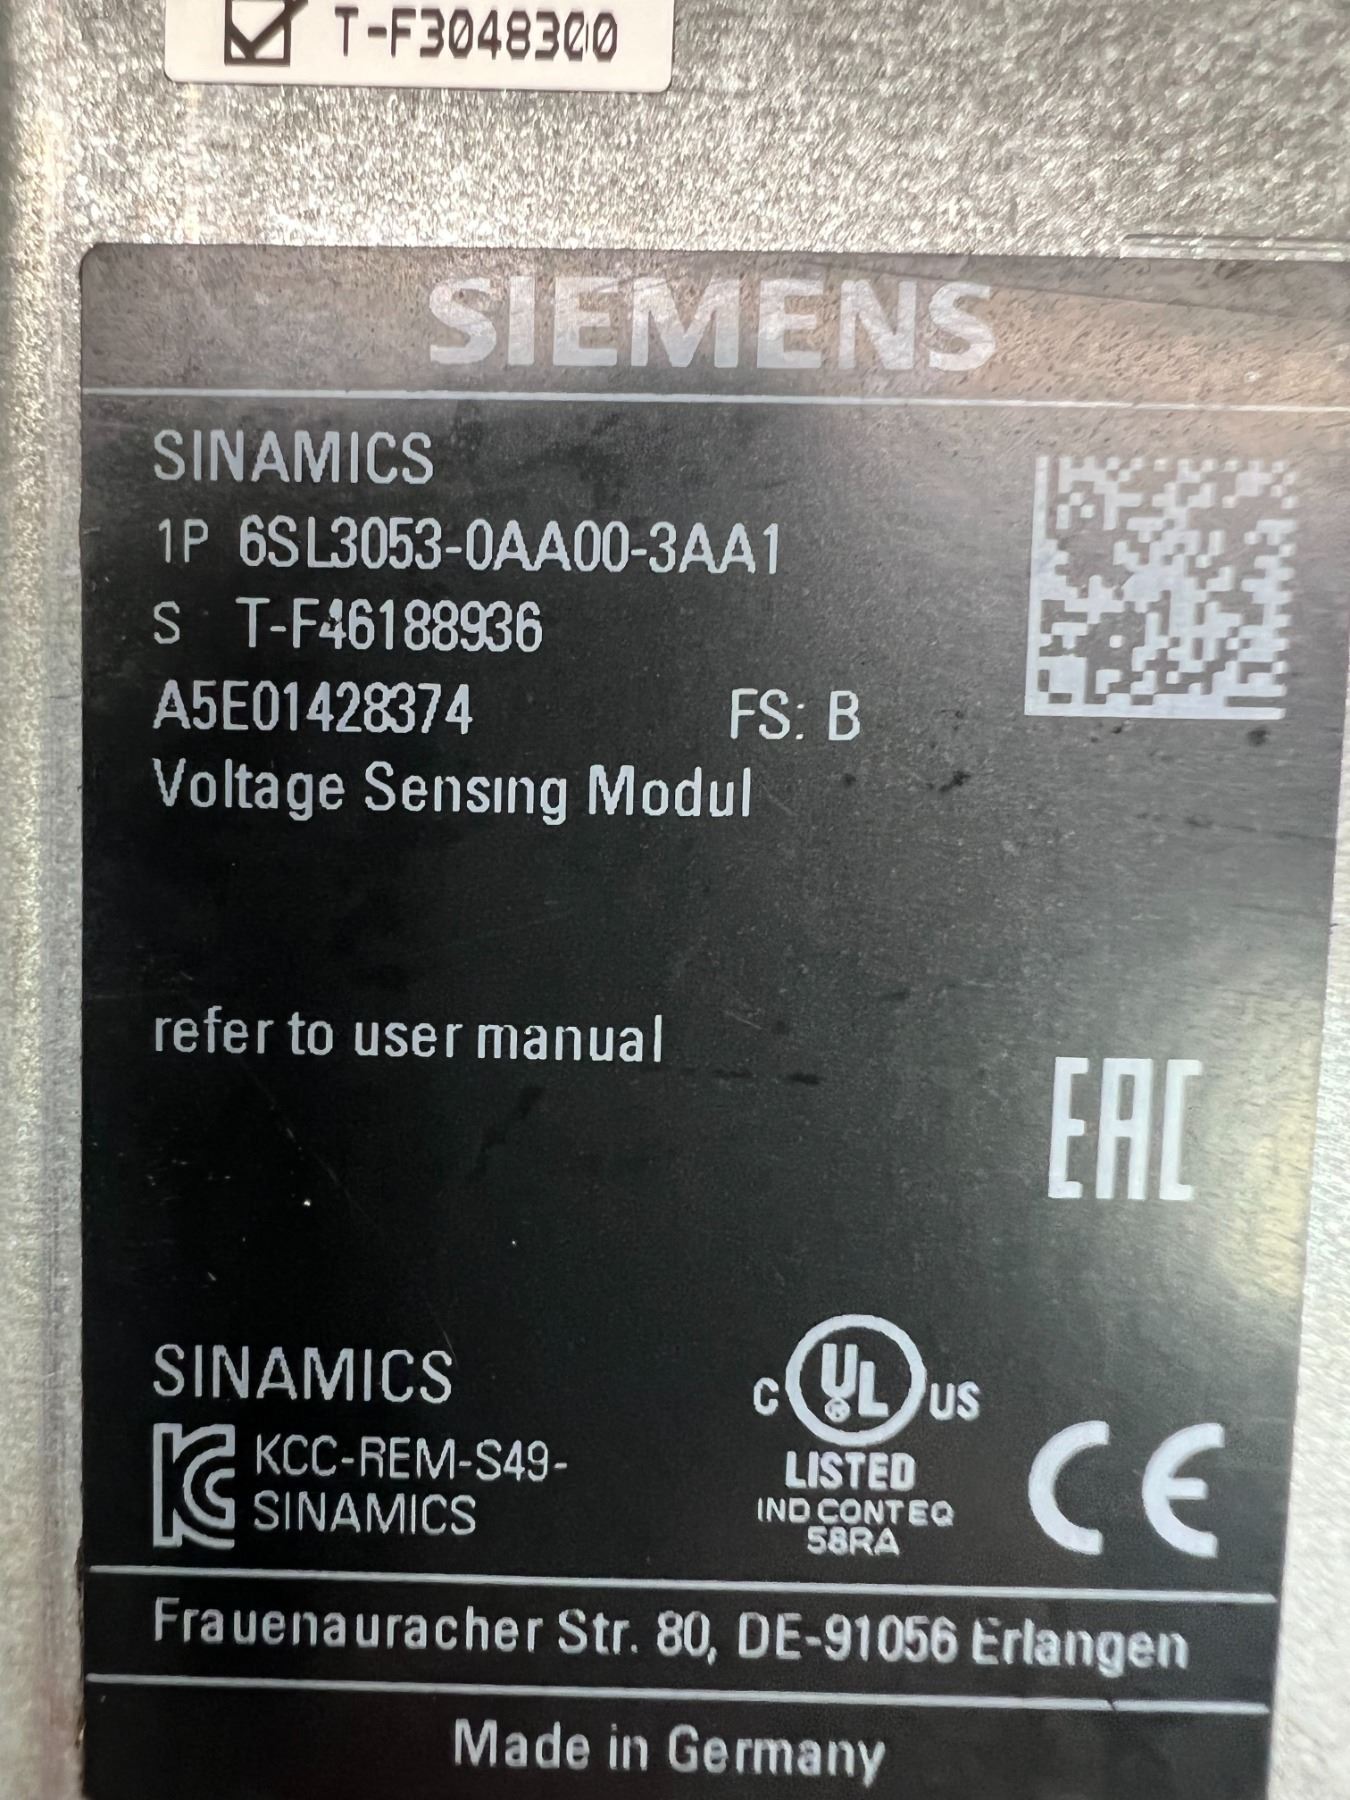 T-F3048300
SIEMENS
SINAMICS
1P 6SL3053-0AA00-3AA1
S T-F46188936
A5E01428374 FS: B
Voltage Sensing Modul
refer to user manual
EAC
SINAMICS
KCC-REM-S49-
SINAMICS
C UL US
®
LISTED
IND CONT EQ
58RA
CE
Frauenauracher Str. 80, DE-91056 Erlangen
Made in Germany